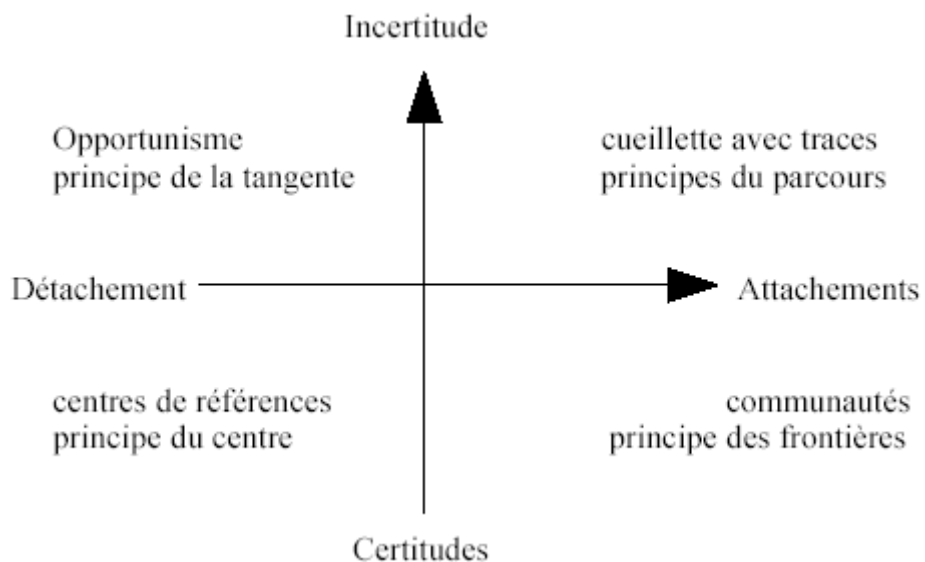 Incertitude
Opportunisme
principe de la tangente
cueillette avec traces
principes du parcours
Détachement
Attachements
centres de références
principe du centre
communautés
principe des frontières
Certitudes